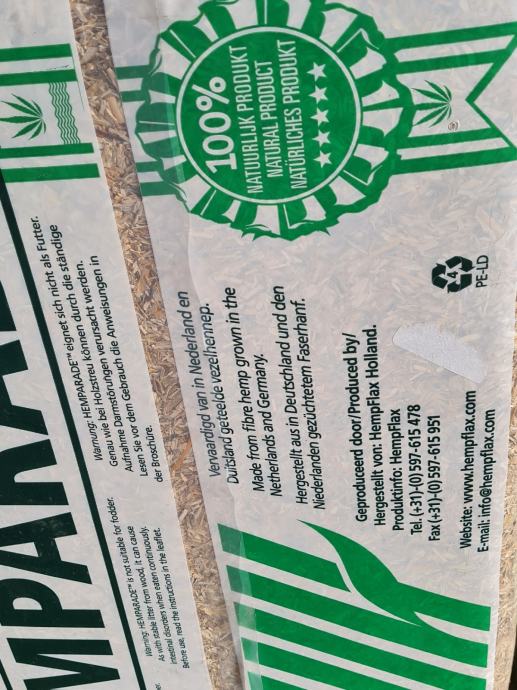 MPARA
er.
Warning: HEMPARADE™ is not suitable for fodder.
As with stable litter from wood, it can cause
intestinal disorders when eaten continuously.
Before use, read the instructions in the leaflet.
Warnung: HEMPARADE™ eignet sich nicht als Futter.
Genau wie bei Holzstreu können durch die ständige
Aufnahme Darmstörungen verursacht werden.
Lesen Sie vor dem Gebrauch die Anweisungen in
der Broschüre.
Vervaardigd van in Nederland en
Duitsland geteelde vezelhennep.
Made from fibre hemp grown in the
Netherlands and Germany.
Hergestellt aus in Deutschland und den
Niederlanden gezüchtetem Faserhanf.
Geproduceerd door/Produced by/
Hergestellt von: HempFlax Holland.
Produktinfo: HempFlax
Tel. (+31)-(0)597-615 478
Fax (+31)-(0)597-615 951
Website: www.hempflax.com
E-mail: info@hempflax.com
100%
NATUURLIJK PRODUKT
NATURAL PRODUCT
NATÜRLICHES PRODUKT
4
PE-LD